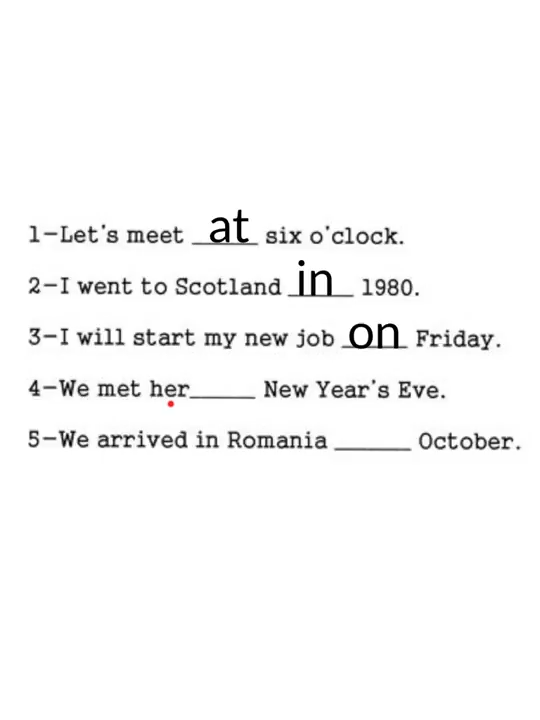 1-Let's meet at six o'clock.
2-I went to Scotland in 1980.
3-I will start my new job on Friday.
4-We met her_____ New Year's Eve.
5-We arrived in Romania ______ October.